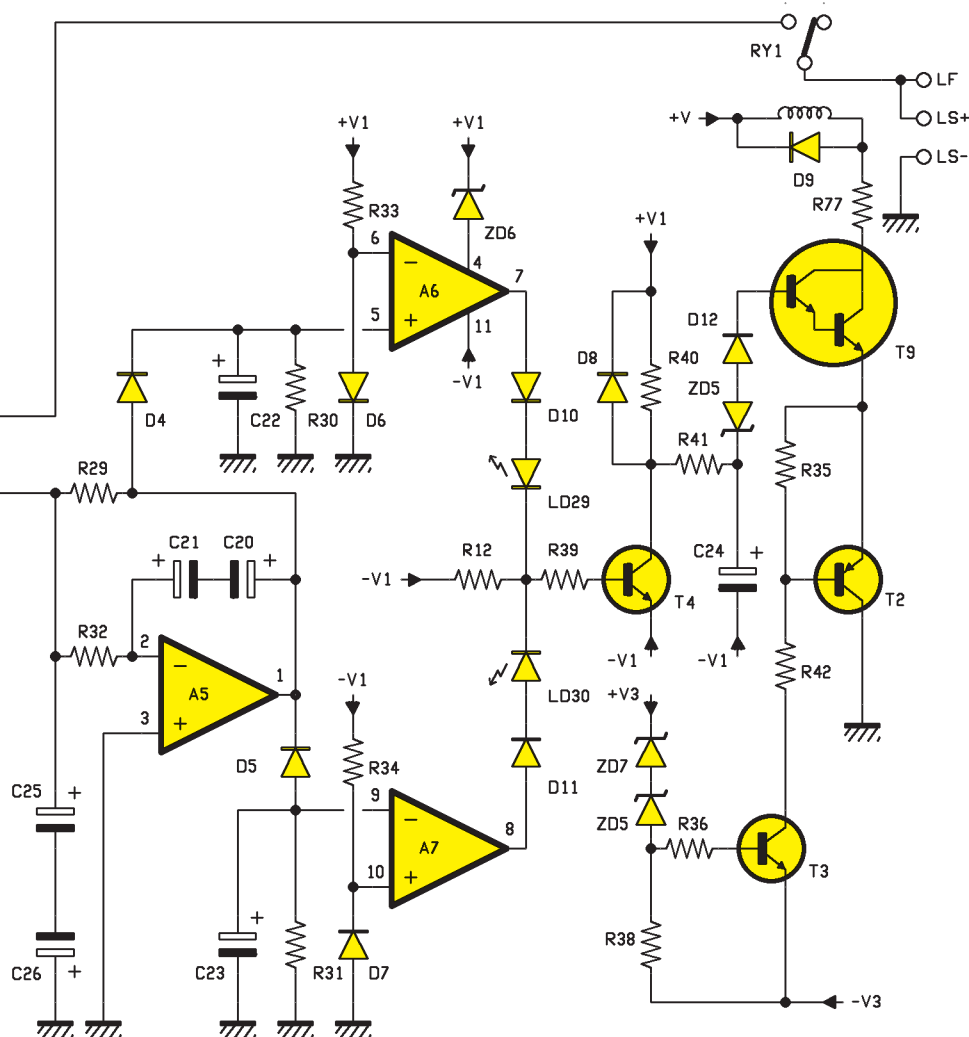 RY1
LF
+V
LS+
LS-
D9
R77
+V1
+V1
R33
ZD6
+V1
6
4
7
−
A6
5
+
11
-V1
D12
T9
D8
R40
ZD5
+
D4
C22
R30
D6
D10
R41
R35
R29
LD29
C21
C20
+
+
R12
R39
C24
+
-V1
T4
T2
R32
2
−
1
-V1
-V1
-V1
R42
A5
LD30
3
+
+V3
D5
R34
ZD7
C25
+
D11
9
−
8
ZD5
R36
A7
10
+
T3
+
R38
C26
+
C23
R31
D7
-V3